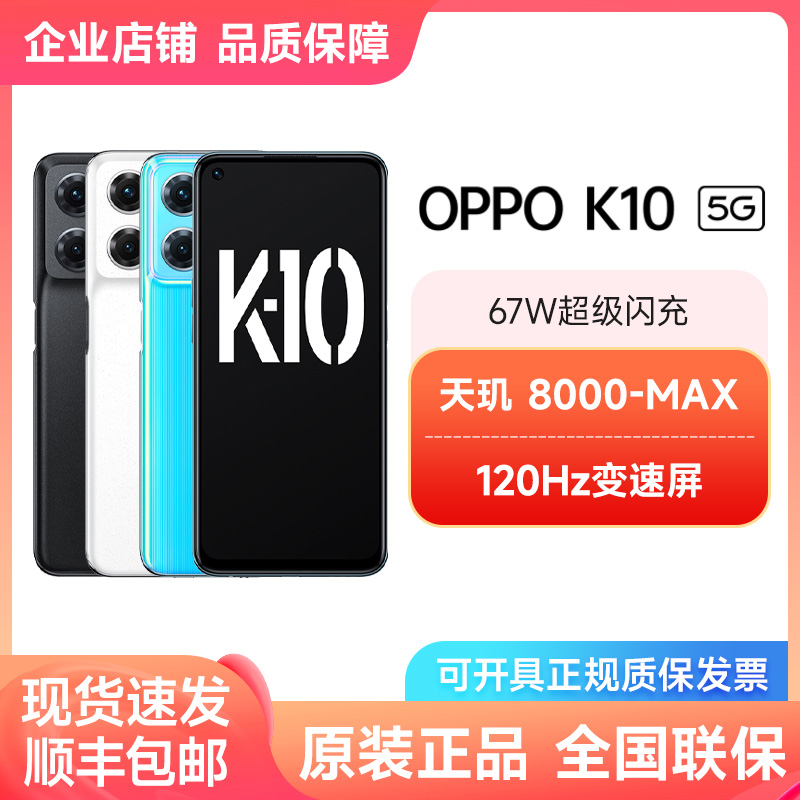 企业店铺 品质保障
OPPO K10 5G
K10
67W超级闪充
天玑 8000-MAX
120Hz变速屏
可开具正规质保发票
现货速发
顺丰包邮
原装正品 全国联保